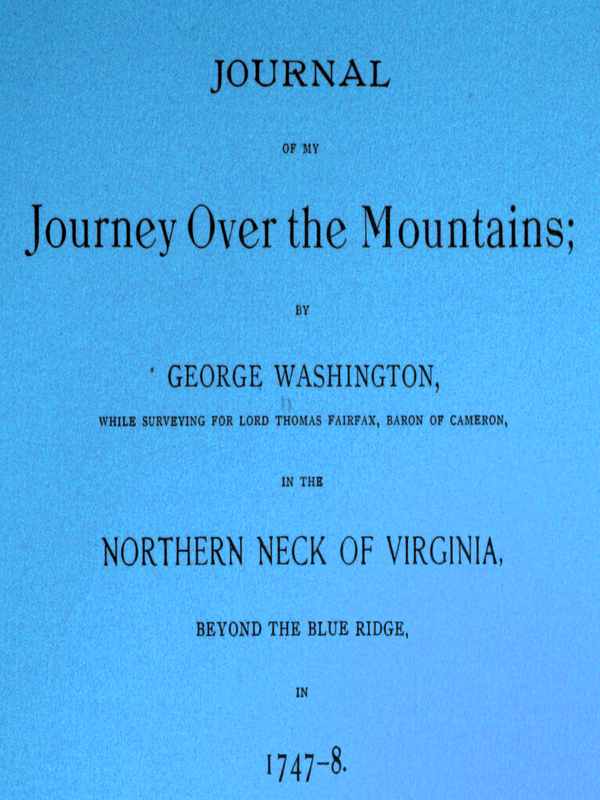 JOURNAL
OF MY
Journey Over the Mountains;
BY
GEORGE WASHINGTON,
WHILE SURVEYING FOR LORD THOMAS FAIRFAX, BARON OF CAMERON,
IN THE
NORTHERN NECK OF VIRGINIA,
BEYOND THE BLUE RIDGE,
IN
1747-8.